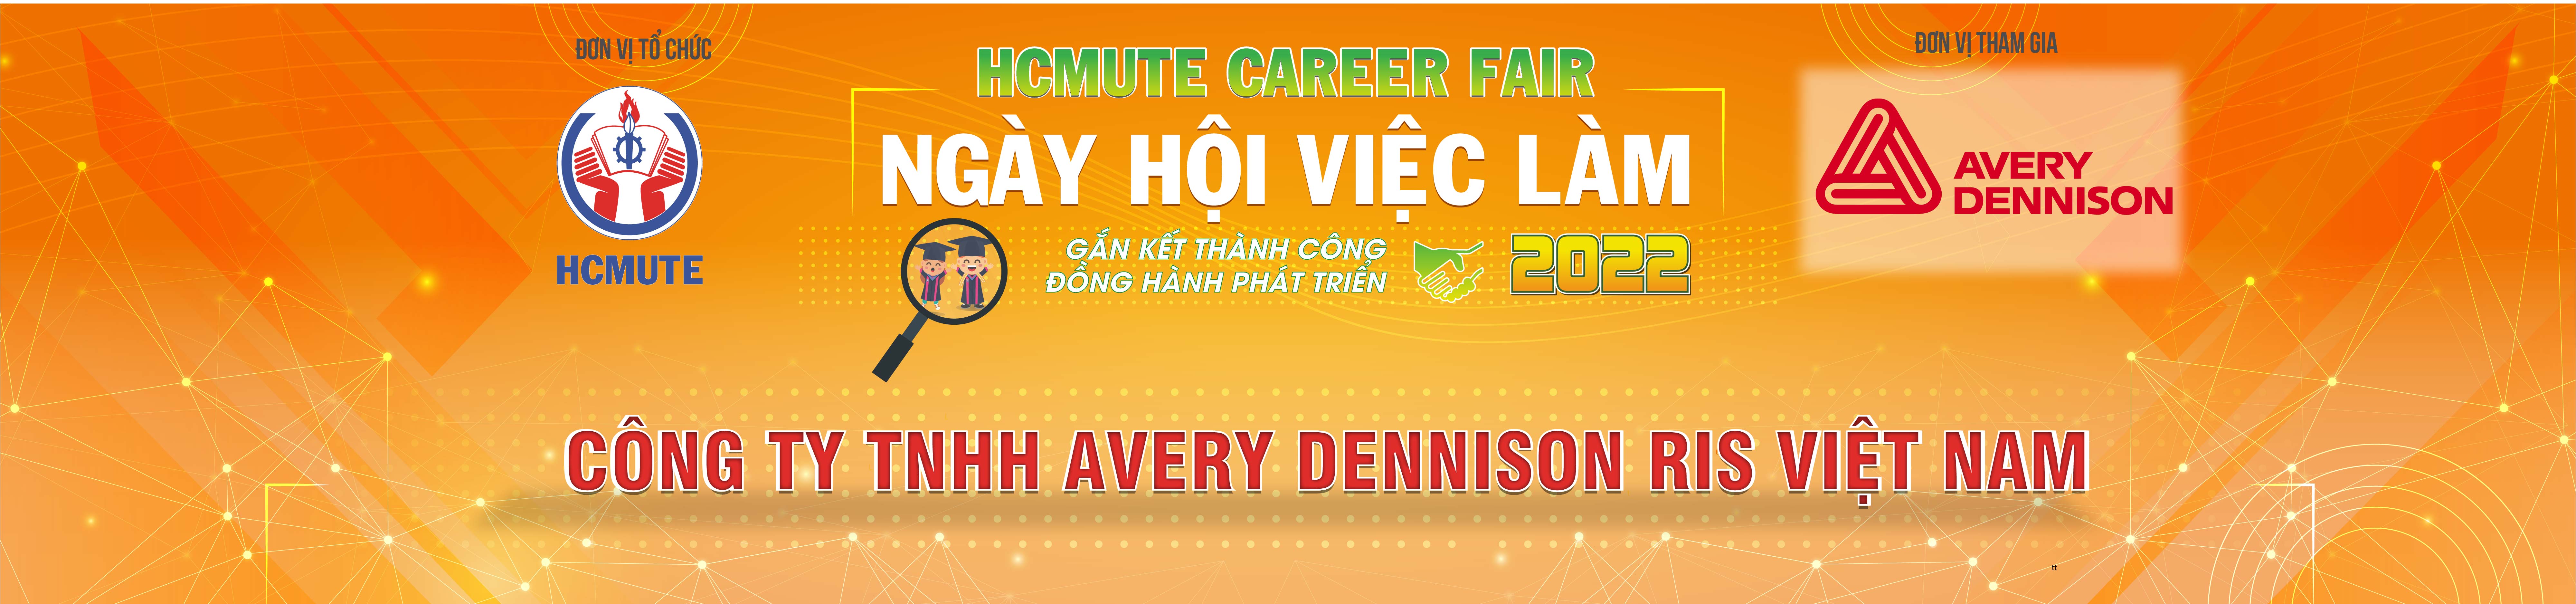 ĐƠN VỊ TỔ CHỨC
HCMUTE
HCMUTE CAREER FAIR
NGÀY HỘI VIỆC LÀM
GẮN KẾT THÀNH CÔNG
ĐỒNG HÀNH PHÁT TRIỂN
2022
ĐƠN VỊ THAM GIA
AVERY
DENNISON
CÔNG TY TNHH AVERY DENNISON RIS VIỆT NAM
tt